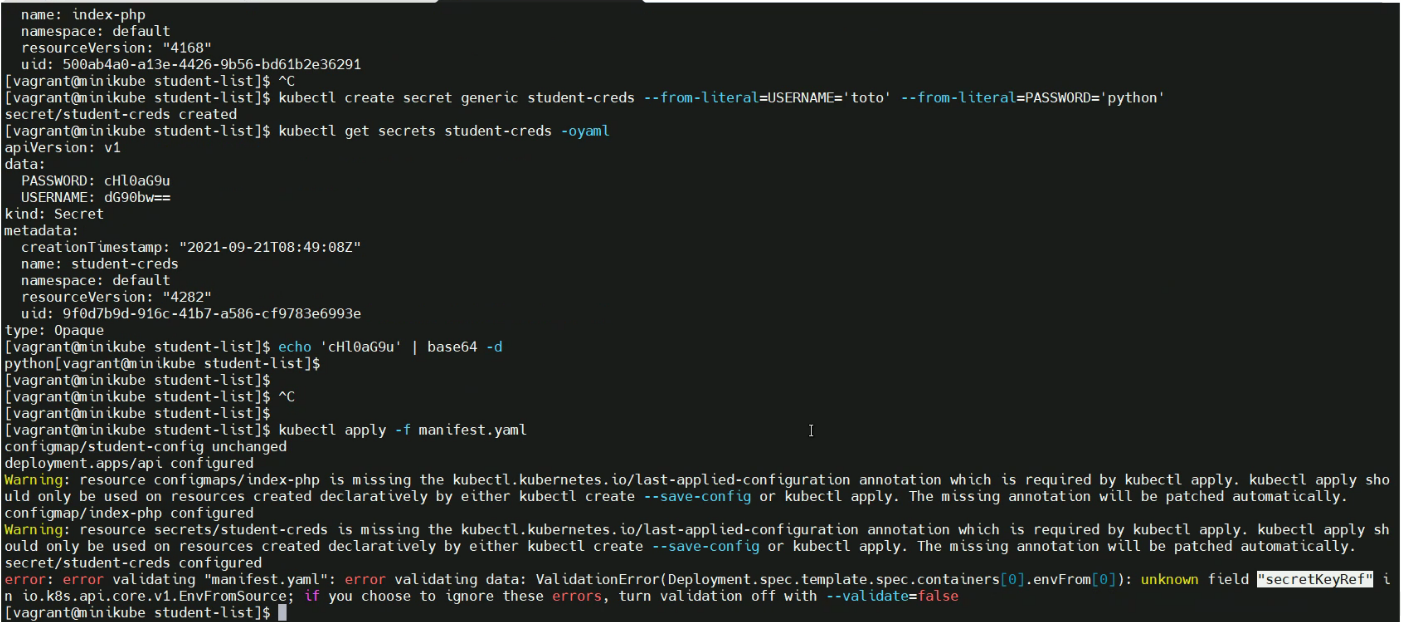 name: index-php
namespace: default
resourceVersion: "4168"
uid: 500ab4a0-a13e-4426-9b56-bd61b2e36291
[vagrant@minikube student-list]$ ^C
[vagrant@minikube student-list]$ kubectl create secret generic student-creds --from-literal=USERNAME='toto' --from-literal=PASSWORD='python'
secret/student-creds created
[vagrant@minikube student-list]$ kubectl get secrets student-creds -oyaml
apiVersion: v1
data:
PASSWORD: cHl0aG9u
USERNAME: dG90bw==
kind: Secret
metadata:
creationTimestamp: "2021-09-21T08:49:08Z"
name: student-creds
namespace: default
resourceVersion: "4282"
uid: 9f0d7b9d-916c-41b7-a586-cf9783e6993e
type: Opaque
[vagrant@minikube student-list]$ echo 'cHl0aG9u' | base64 -d
python[vagrant@minikube student-list]$
[vagrant@minikube student-list]$
[vagrant@minikube student-list]$ ^C
[vagrant@minikube student-list]$
[vagrant@minikube student-list]$ kubectl apply -f manifest.yaml
configmap/student-config unchanged
deployment.apps/api configured
Warning: resource configmaps/index-php is missing the kubectl.kubernetes.io/last-applied-configuration annotation which is required by kubectl apply. kubectl apply sho
uld only be used on resources created declaratively by either kubectl create --save-config or kubectl apply. The missing annotation will be patched automatically.
configmap/index-php configured
Warning: resource secrets/student-creds is missing the kubectl.kubernetes.io/last-applied-configuration annotation which is required by kubectl apply. kubectl apply sh
ould only be used on resources created declaratively by either kubectl create --save-config or kubectl apply. The missing annotation will be patched automatically.
secret/student-creds configured
error: error validating "manifest.yaml": error validating data: ValidationError(Deployment.spec.template.spec.containers[0].envFrom[0]): unknown field "secretKeyRef" i
n io.k8s.api.core.v1.EnvFromSource; if you choose to ignore these errors, turn validation off with --validate=false
[vagrant@minikube student-list]$